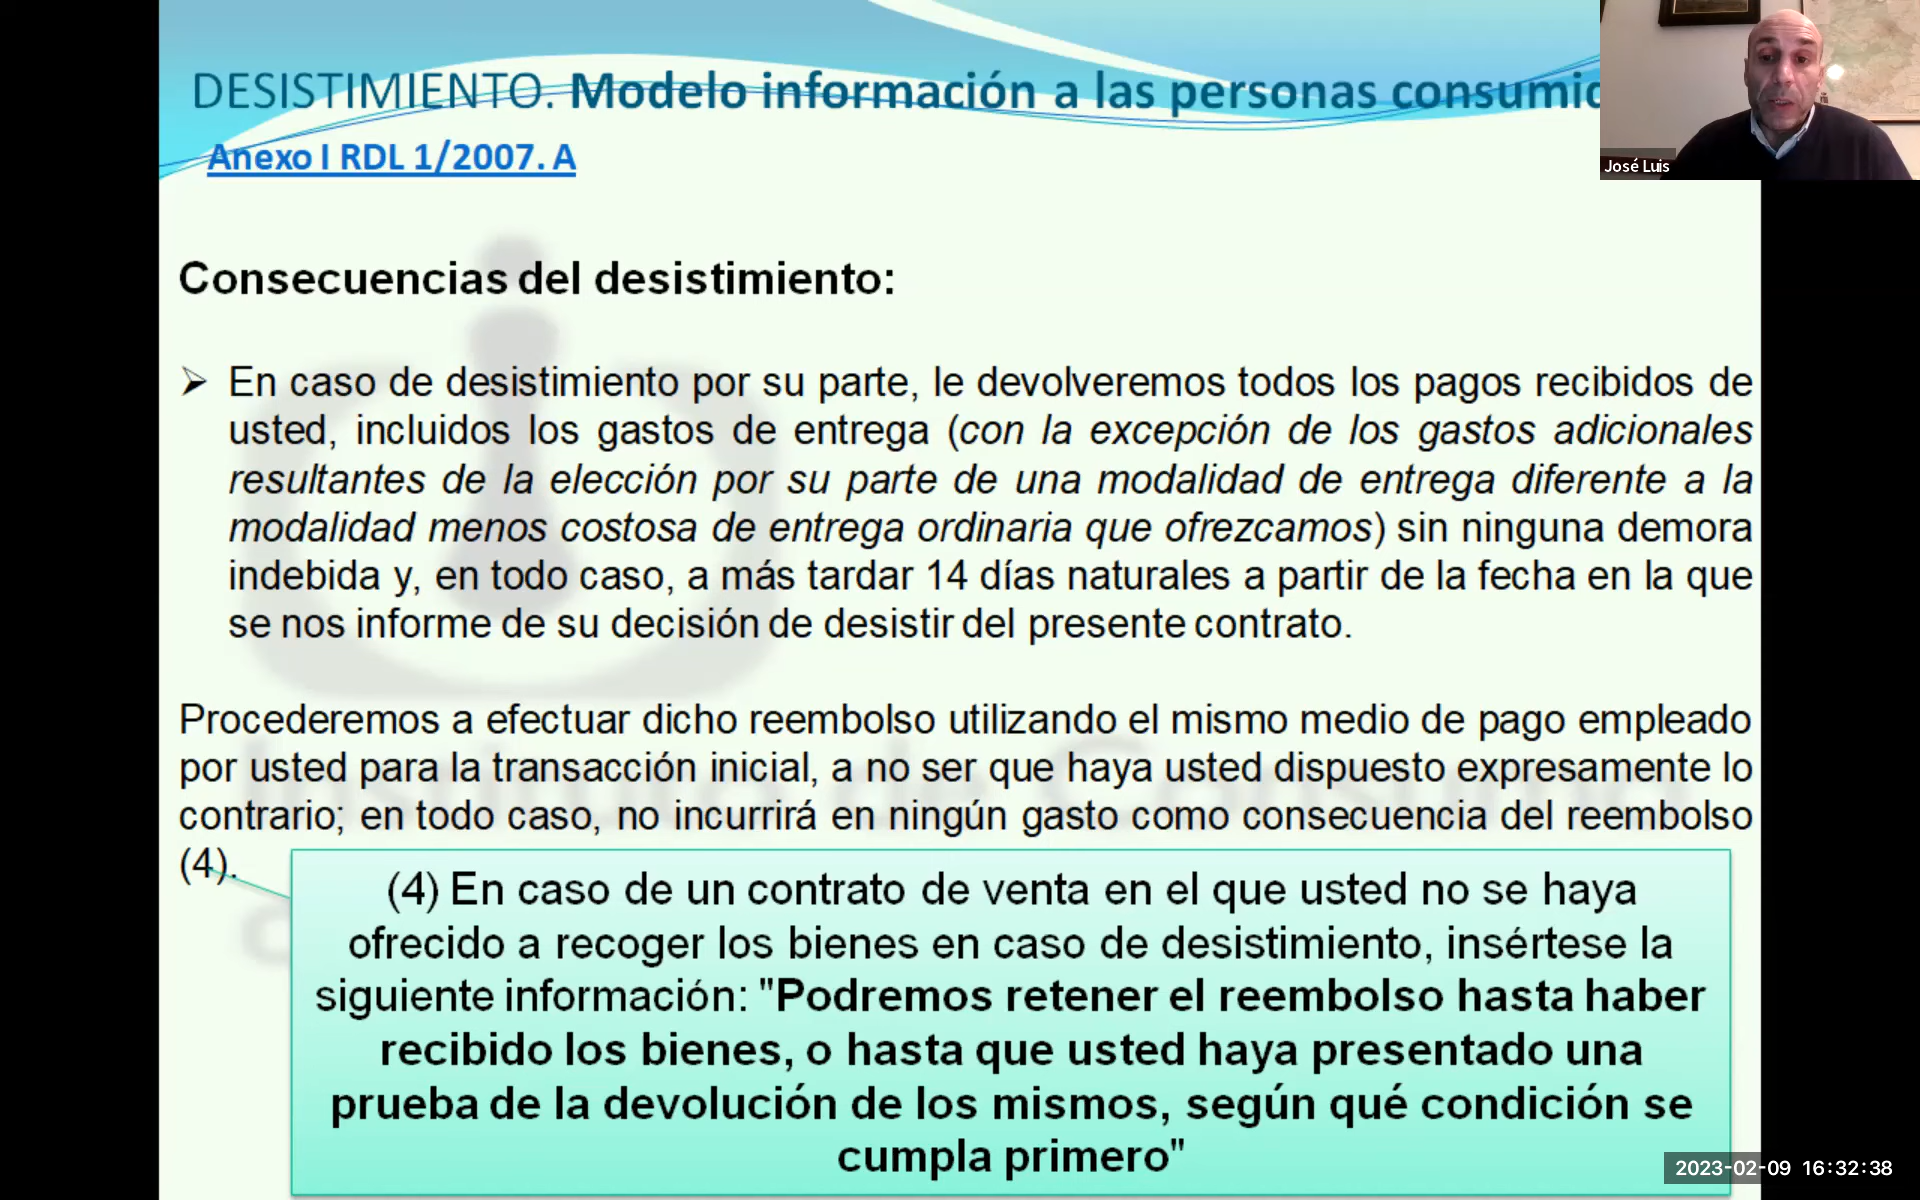 DESISTIMIENTO. Modelo información a las personas
Anexo I RDL 1/2007. A
José Luis
Consecuencias del desistimiento:
➢ En caso de desistimiento por su parte, le devolveremos todos los pagos recibidos de
usted, incluidos los gastos de entrega (con la excepción de los gastos adicionales
resultantes de la elección por su parte de una modalidad de entrega diferente a la
modalidad menos costosa de entrega ordinaria que ofrezcamos) sin ninguna demora
indebida y, en todo caso, a más tardar 14 días naturales a partir de la fecha en la que
se nos informe de su decisión de desistir del presente contrato.
Procederemos a efectuar dicho reembolso utilizando el mismo medio de pago empleado
por usted para la transacción inicial, a no ser que haya usted dispuesto expresamente lo
contrario; en todo caso, no incurrirá en ningún gasto como consecuencia del reembolso
(4).
(4) En caso de un contrato de venta en el que usted no se haya
ofrecido a recoger los bienes en caso de desistimiento, insértese la
siguiente información: "Podremos retener el reembolso hasta haber
recibido los bienes, o hasta que usted haya presentado una
prueba de la devolución de los mismos, según qué condición se
cumpla primero"
2023-02-09 16:32:38